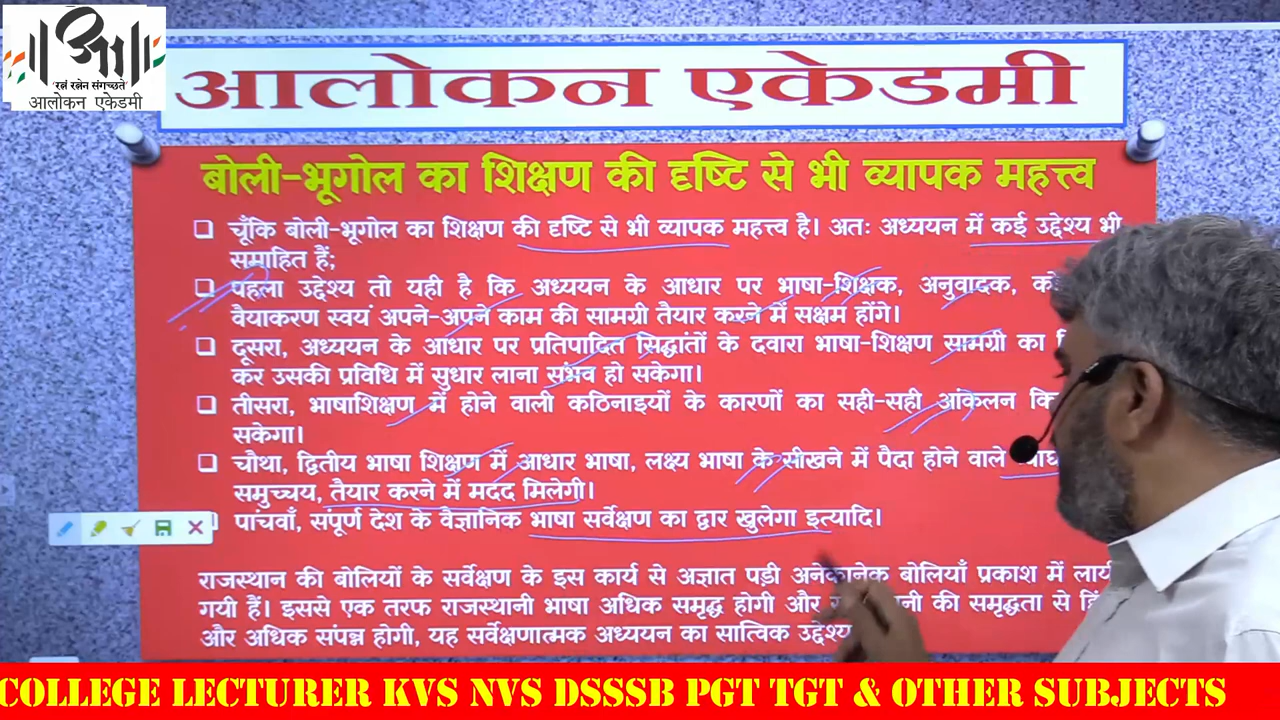 आ
रत्नं रत्नेन संगच्छते
आलोकन एकेडमी
आलोकन एकेडमी
बोली-भूगोल का शिक्षण की दृष्टि से भी व्यापक महत्त्व
चूँकि बोली-भूगोल का शिक्षण की दृष्टि से भी व्यापक महत्त्व है। अतः अध्ययन में कई उद्देश्य भी
समाहित हैं;
पहला उद्देश्य तो यही है कि अध्ययन के आधार पर भाषा-शिक्षक, अनुवादक,
वैयाकरण स्वयं अपने-अपने काम की सामग्री तैयार करने में सक्षम होंगे।
दूसरा, अध्ययन के आधार पर प्रतिपादित सिद्धांतों के दवारा भाषा-शिक्षण सामग्री का
कर उसकी प्रविधि में सुधार लाना संभव हो सकेगा।
तीसरा, भाषाशिक्षण में होने वाली कठिनाइयों के कारणों का सही-सही आंकलन
सकेगा।
चौथा, द्वितीय भाषा शिक्षण में आधार भाषा, लक्ष्य भाषा के सीखने में पैदा होने वाले
समुच्चय, तैयार करने में मदद मिलेगी।
पांचवाँ, संपूर्ण देश के वैज्ञानिक भाषा सर्वेक्षण का द्वार खुलेगा इत्यादि।
राजस्थान की बोलियों के सर्वेक्षण के इस कार्य से अज्ञात पड़ी अनेकानेक बोलियाँ प्रकाश में लायी
गयी हैं। इससे एक तरफ राजस्थानी भाषा अधिक समृद्ध होगी और की समृद्धता से
और अधिक संपन्न होगी, यह सर्वेक्षणात्मक अध्ययन का सात्विक उद्देश्य
COLLEGE LECTURER KVS NVS DSSSB PGT TGT & OTHER SUBJECTS